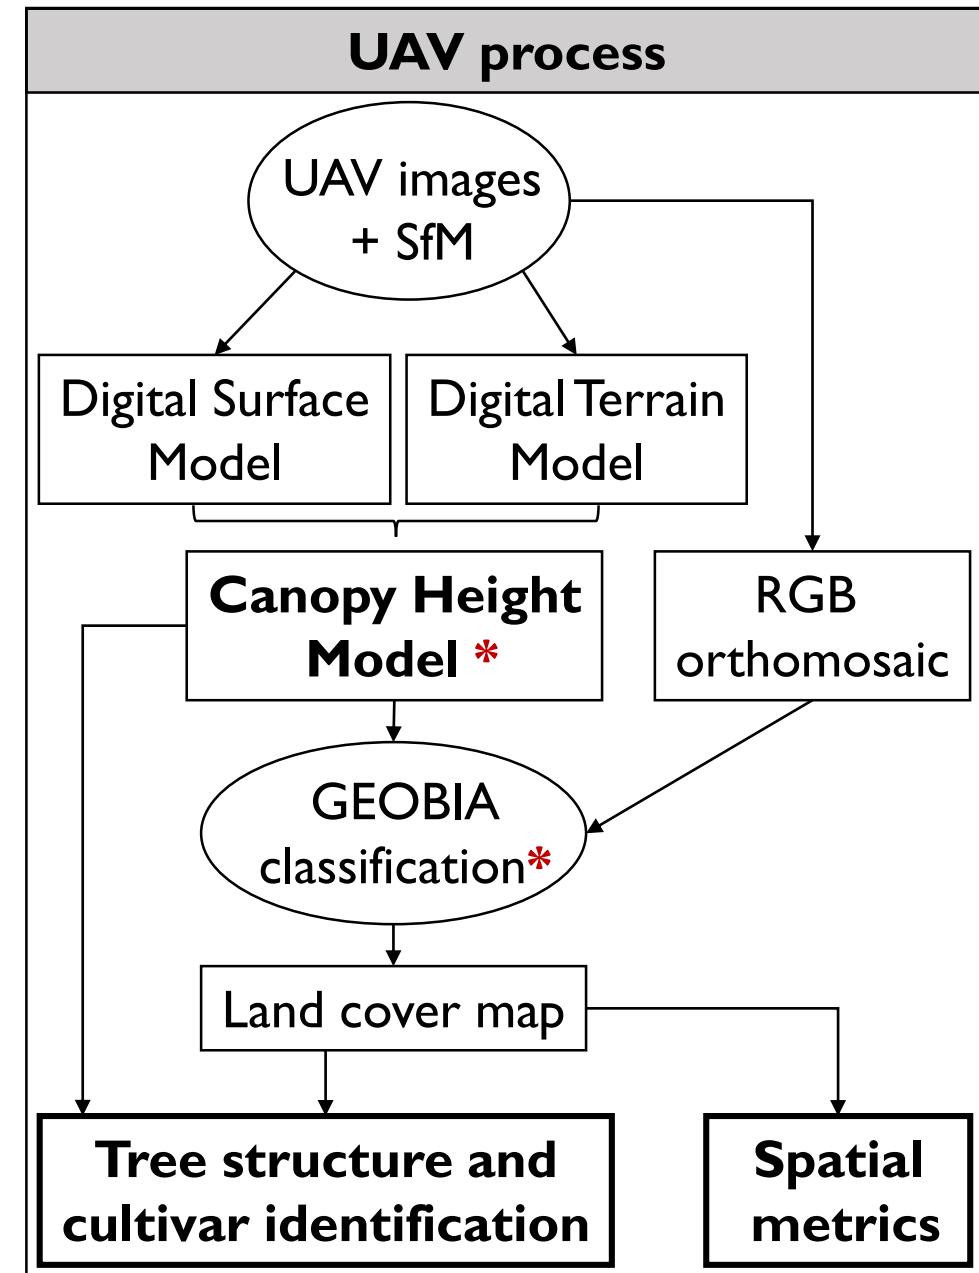 UAV process
UAV images
+ SfM
Digital Surface
Model
Digital Terrain
Model
Canopy Height
Model *
RGB
orthomosaic
GEOBIA
classification*
Land cover map
Tree structure and
cultivar identification
Spatial
metrics